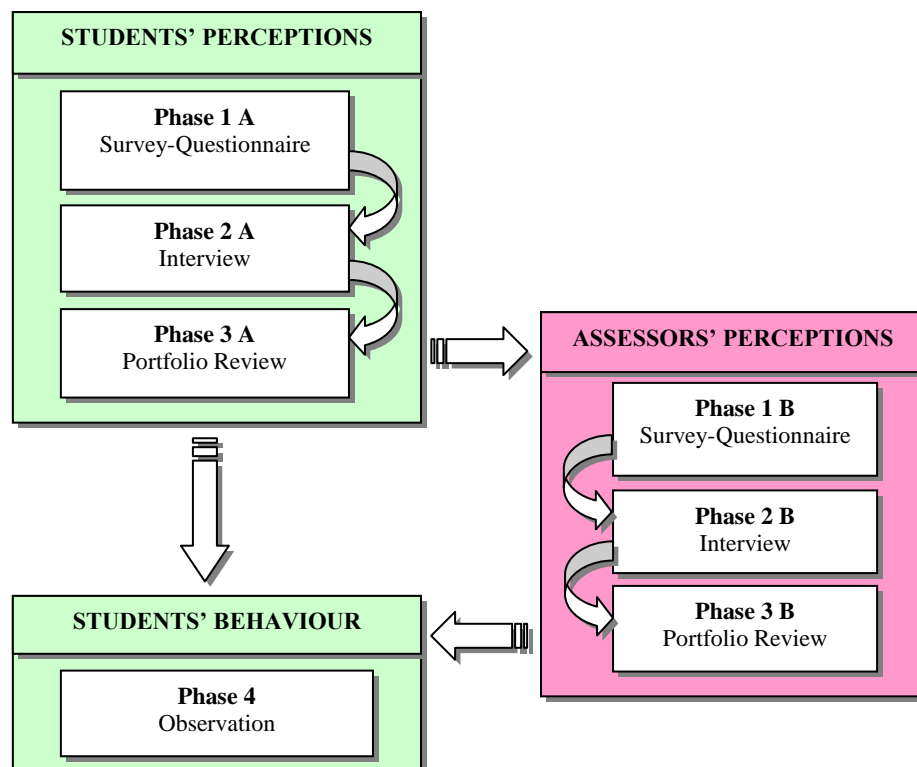 STUDENTS’ PERCEPTIONS
Phase 1 A
Survey-Questionnaire
Phase 2 A
Interview
Phase 3 A
Portfolio Review
ASSESSORS’ PERCEPTIONS
Phase 1 B
Survey-Questionnaire
Phase 2 B
Interview
Phase 3 B
Portfolio Review
STUDENTS’ BEHAVIOUR
Phase 4
Observation